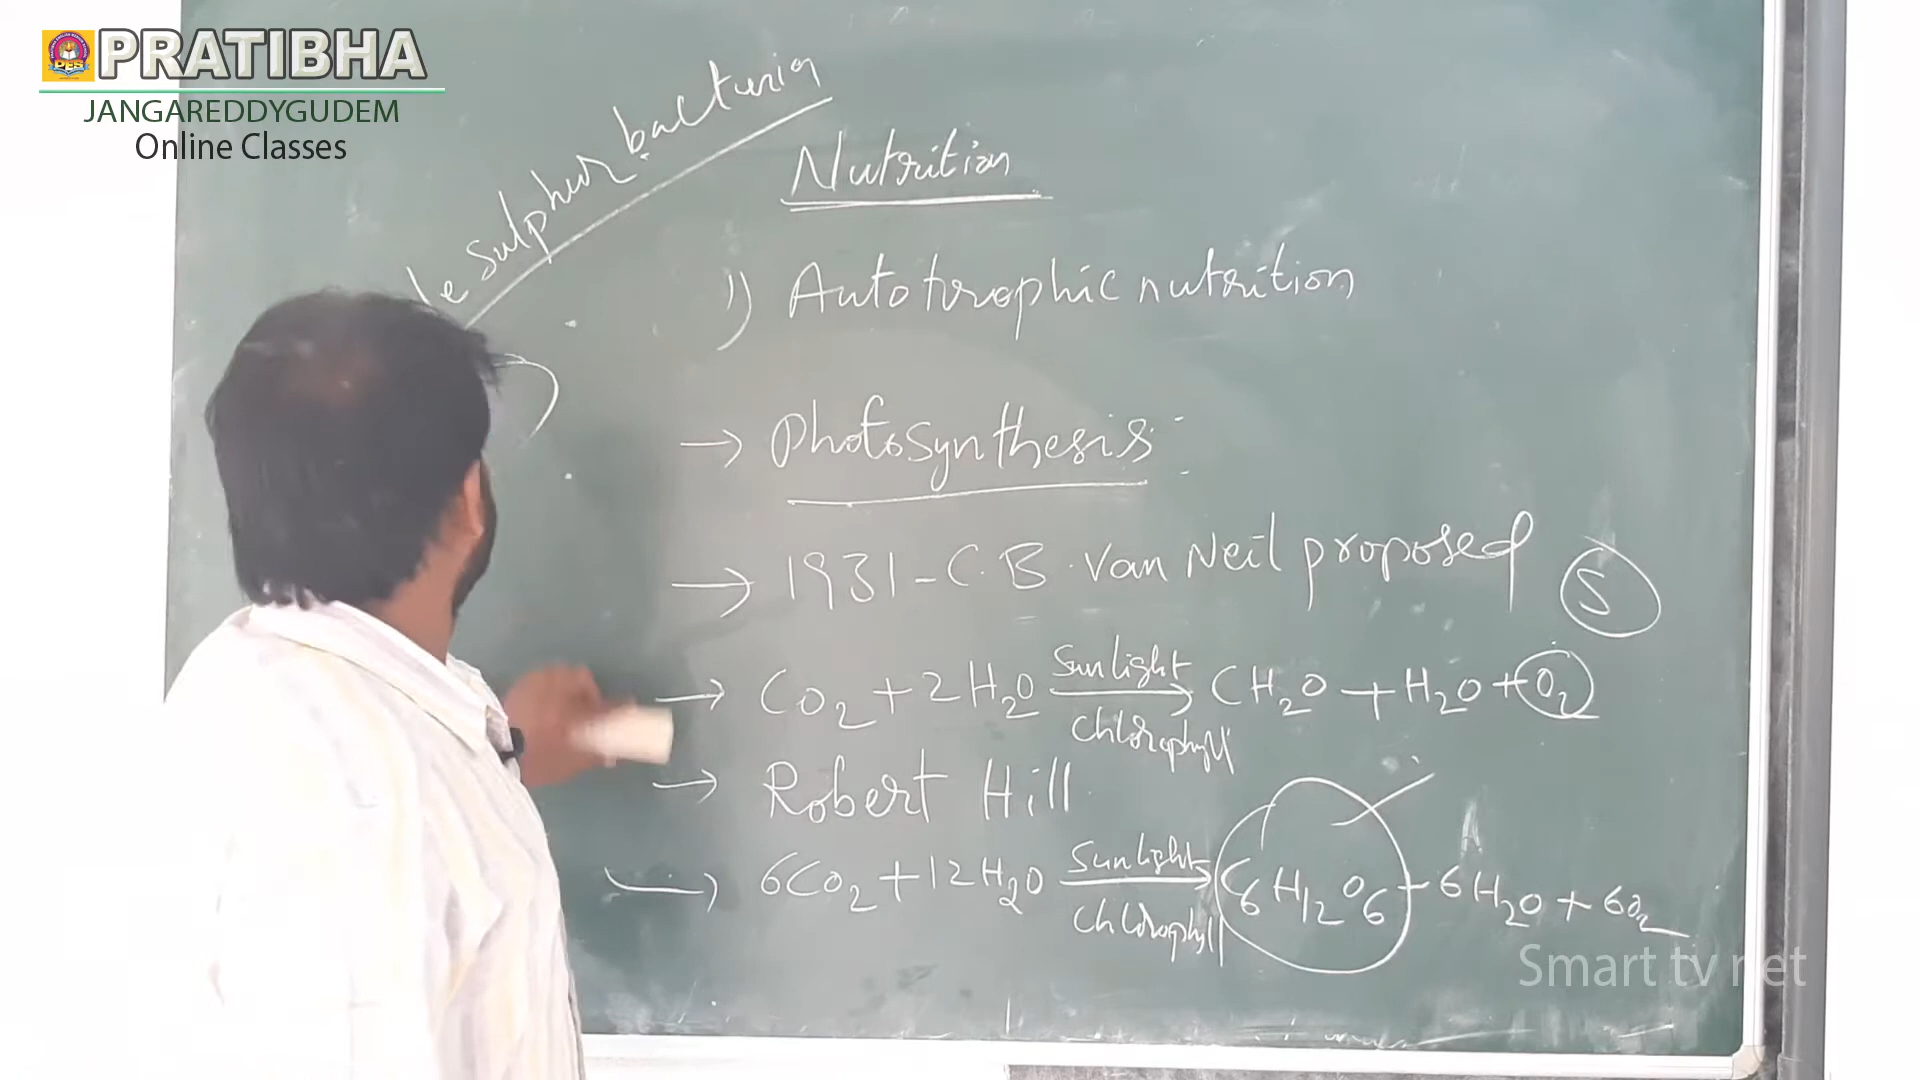 PRATIBHA
PES
JANGAREDDYGUDEM
Online Classes
le sulphur bacteria
Nutrition
1) Autotrophic nutrition
→ Photosynthesis:
→ 1931 - C.B. Van Neil proposed
S
→ CO2 + 2H2O Sunlight Chlorophyll → CH2O + H2O + O2
→ Robert Hill
→ 6CO2 + 12H2O Sunlight Chlorophyll → C6H12O6 + 6H2O + 6O2
Smart tv net